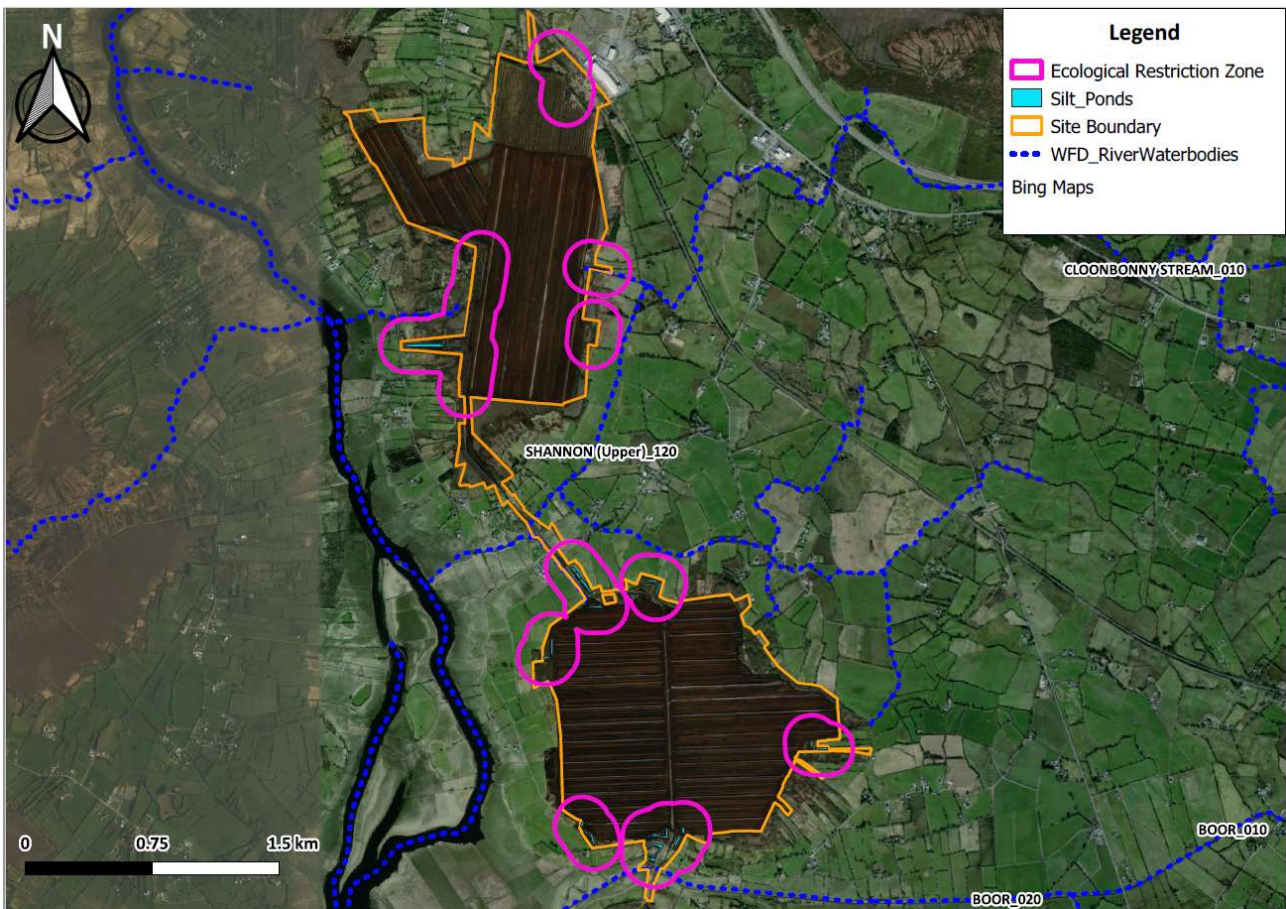 N
Legend
Ecological Restriction Zone
Silt_Ponds
Site Boundary
WFD_RiverWaterbodies
Bing Maps
CLOONBONNY STREAM_010
SHANNON (Upper)_120
0 0.75 1.5 km
BOOR_010
BOOR_020